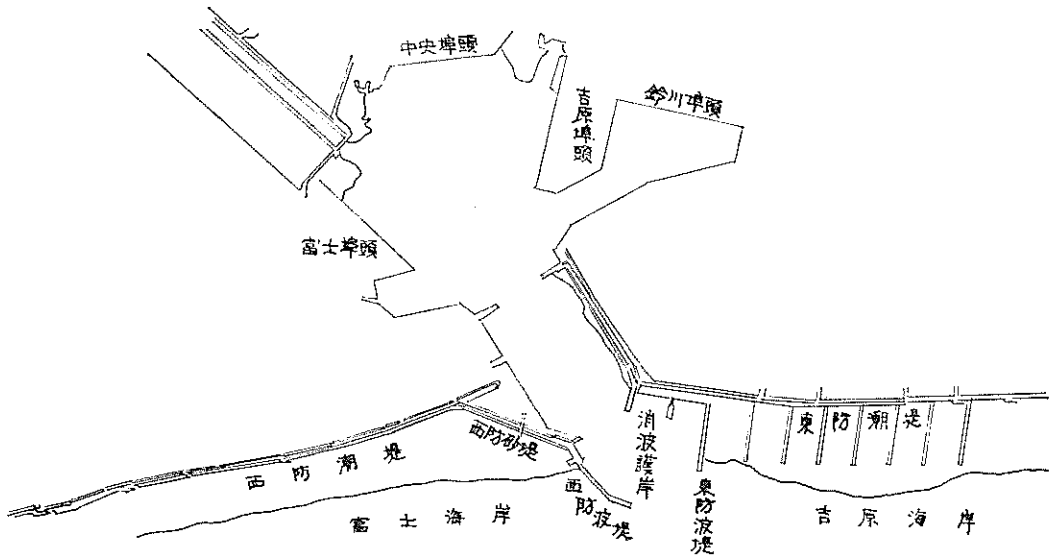 中央埠頭
吉原埠頭
鈴川埠頭
富士埠頭
西防潮堤
西防砂堤
西防波堤
消波護岸
東防波堤
東防潮堤
富士海岸
吉原海岸